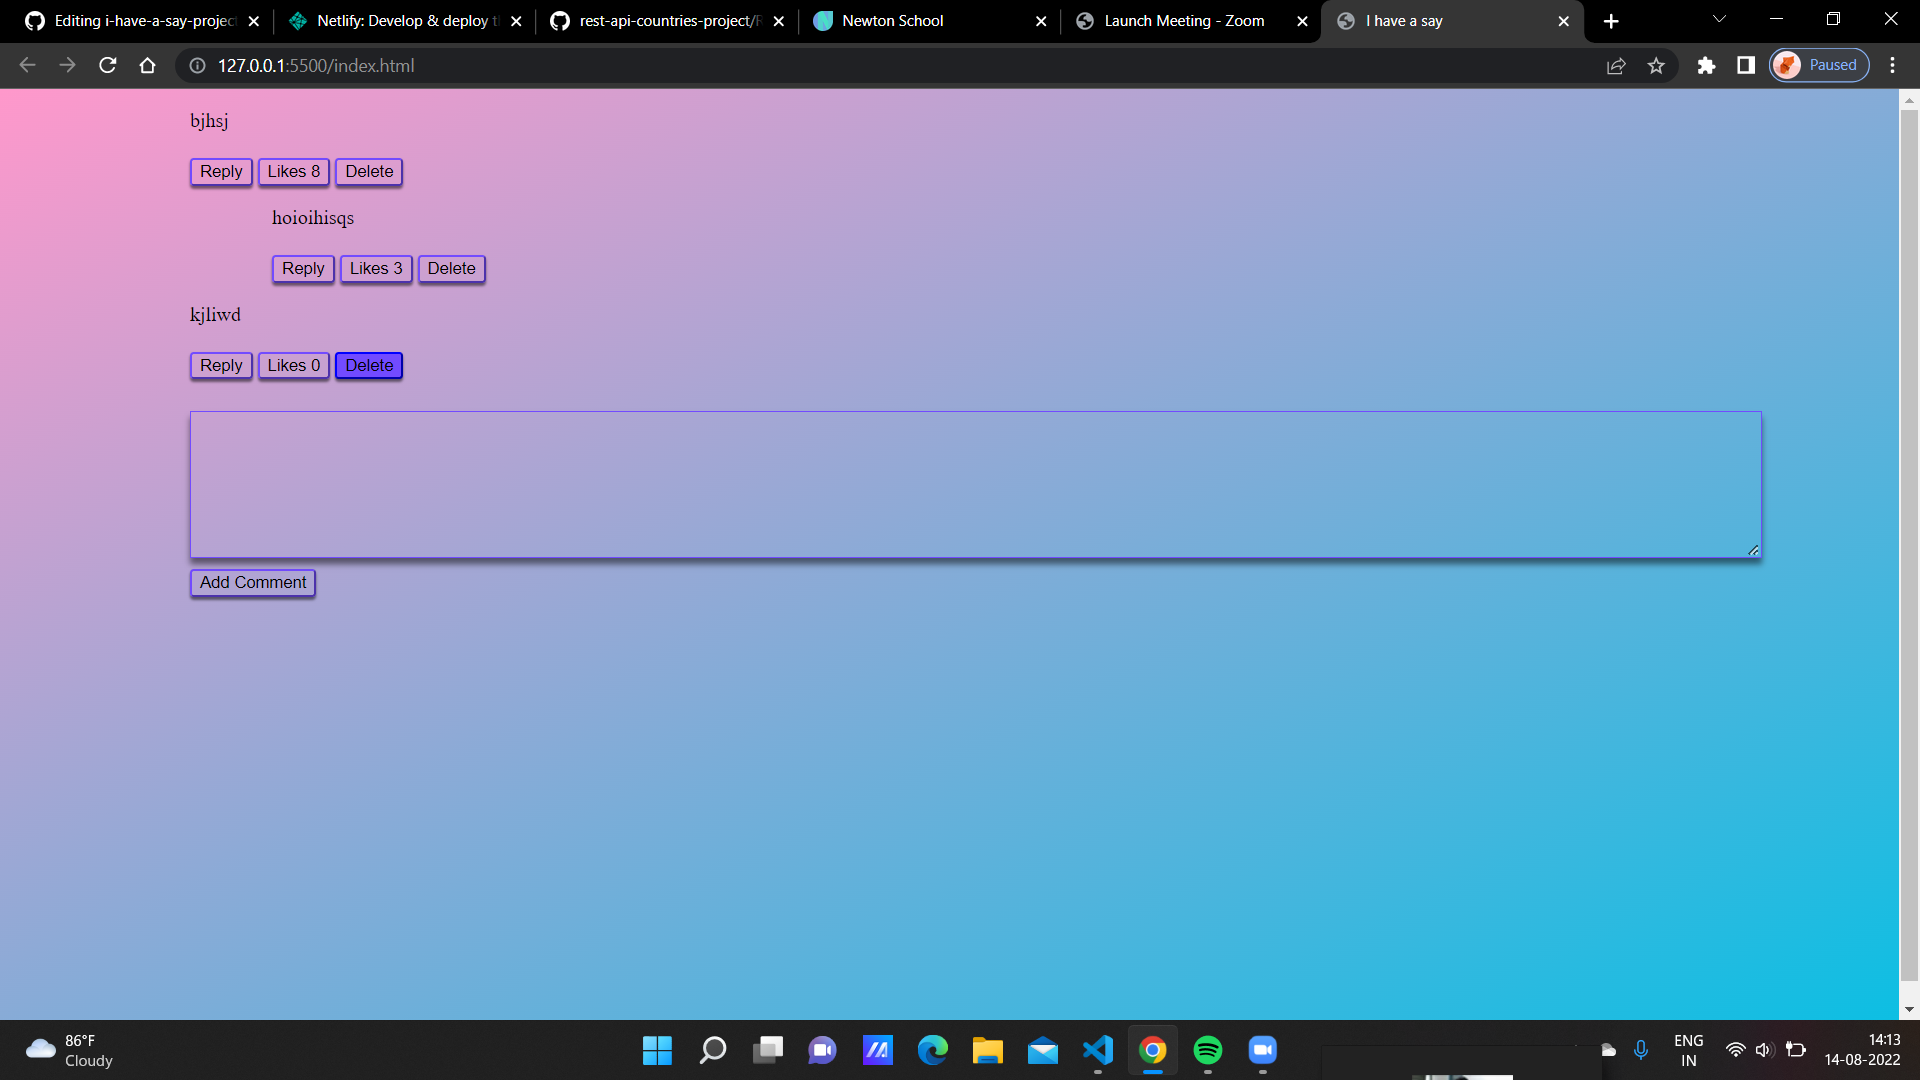 Editing i-have-a-say-projec
Netlify: Develop & deploy t
rest-api-countries-project/R
Newton School
Launch Meeting - Zoom
I have a say
127.0.0.1:5500/index.html
Paused
bjhsj
Reply Likes 8 Delete
hoioihisqs
Reply Likes 3 Delete
kjliwd
Reply Likes 0 Delete
Add Comment
86°F
Cloudy
ENG
IN
14:13
14-08-2022